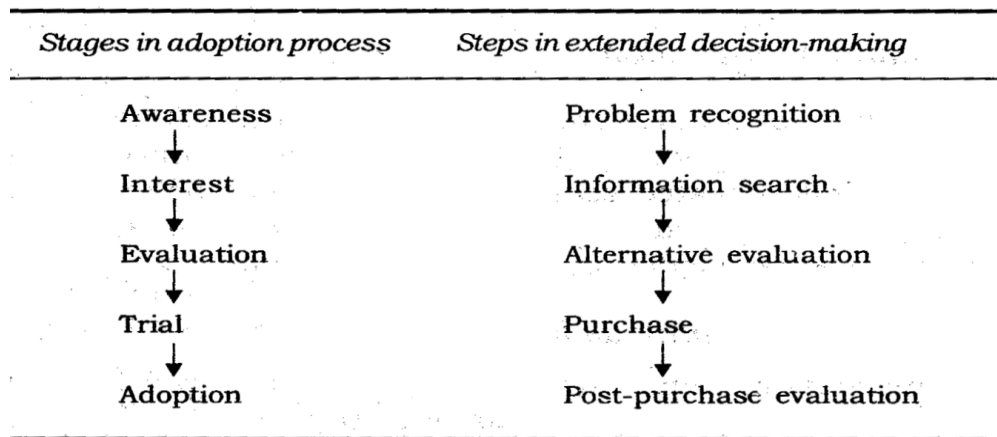 Stages in adoption process Steps in extended decision-making
Awareness Problem recognition
Interest Information search
Evaluation Alternative evaluation
Trial Purchase
Adoption Post-purchase evaluation